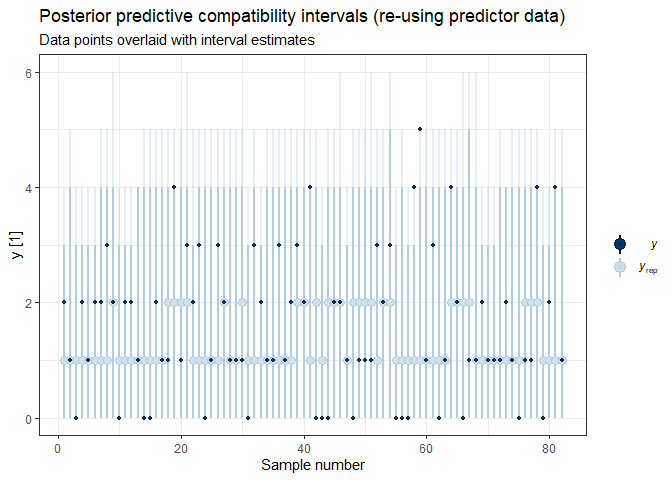 Posterior predictive compatibility intervals (re-using predictor data)
Data points overlaid with interval estimates
6
4
2
0
y [1]
0 20 40 60 80
Sample number
y
yrep